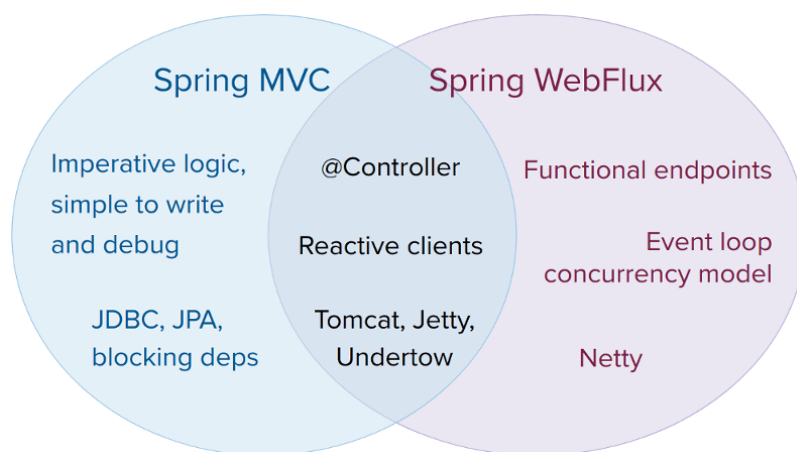 Spring MVC
Spring WebFlux
Imperative logic,
simple to write
and debug
JDBC, JPA,
blocking deps
@Controller
Reactive clients
Tomcat, Jetty,
Undertow
Functional endpoints
Event loop
concurrency model
Netty